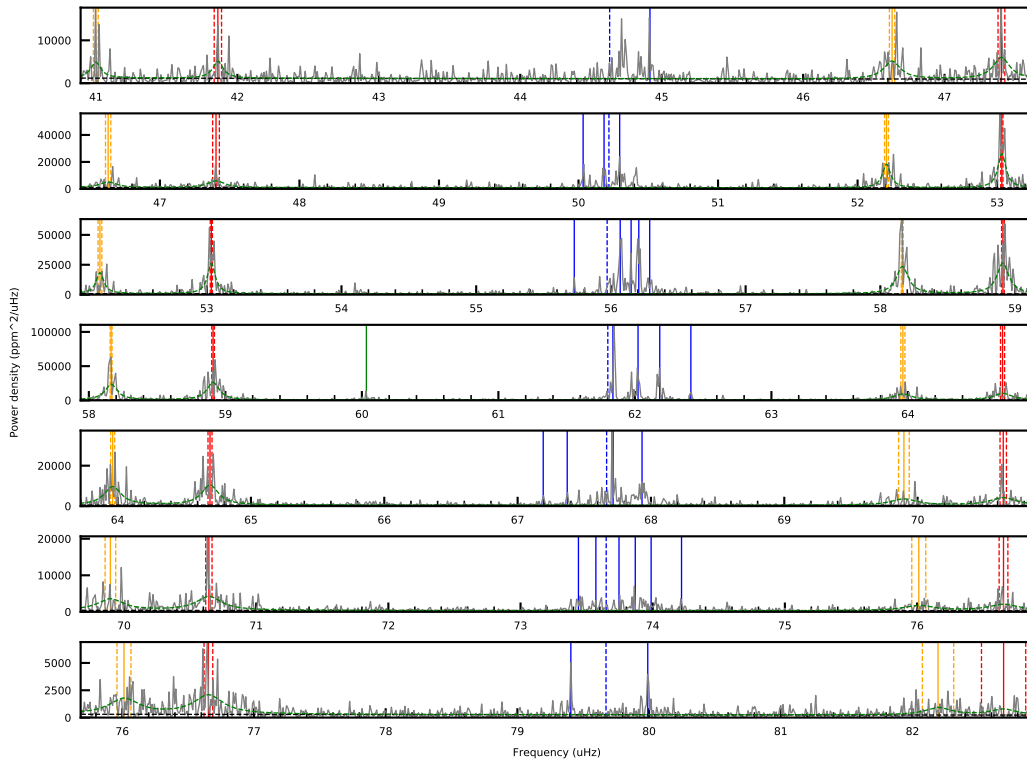 10000
0
41 42 43 44 45 46 47
40000
20000
0
47 48 49 50 51 52 53
50000
25000
0
53 54 55 56 57 58 59
100000
50000
0
58 59 60 61 62 63 64
Power density (ppm^2/uHz)
20000
0
64 65 66 67 68 69 70
20000
10000
0
70 71 72 73 74 75 76
5000
2500
0
76 77 78 79 80 81 82
Frequency (uHz)